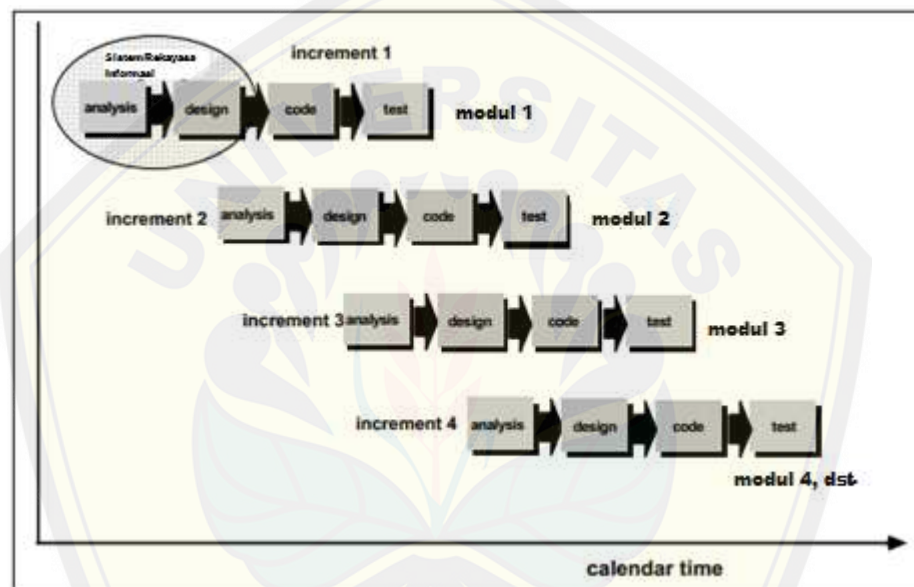 Sistem/Rekayasa
Informasi
increment 1
analysis design code test modul 1
increment 2 analysis design code test modul 2
increment 3 analysis design code test modul 3
increment 4 analysis design code test
modul 4, dst
calendar time
UNIVERSITAS